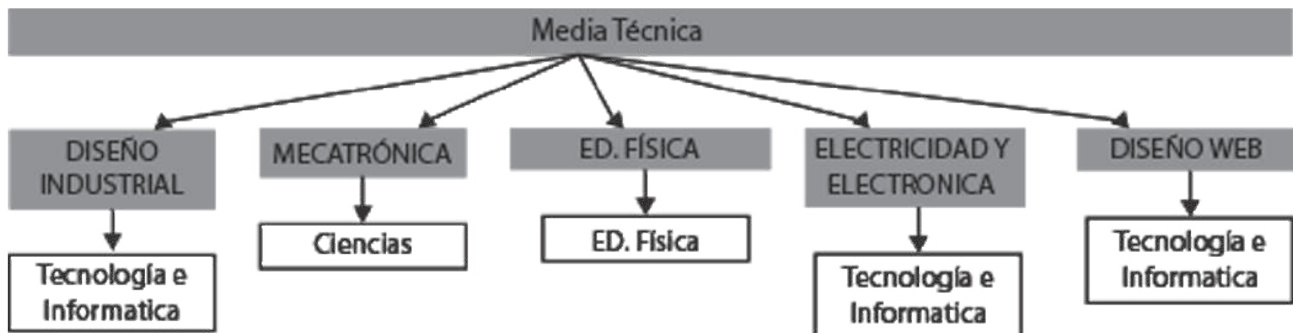 Media Técnica
DISEÑO
INDUSTRIAL
MECATRÓNICA
ED. FÍSICA
ELECTRICIDAD Y
ELECTRONICA
DISEÑO WEB
Tecnología e
Informatica
Ciencias
ED. Física
Tecnología e
Informatica
Tecnología e
Informatica